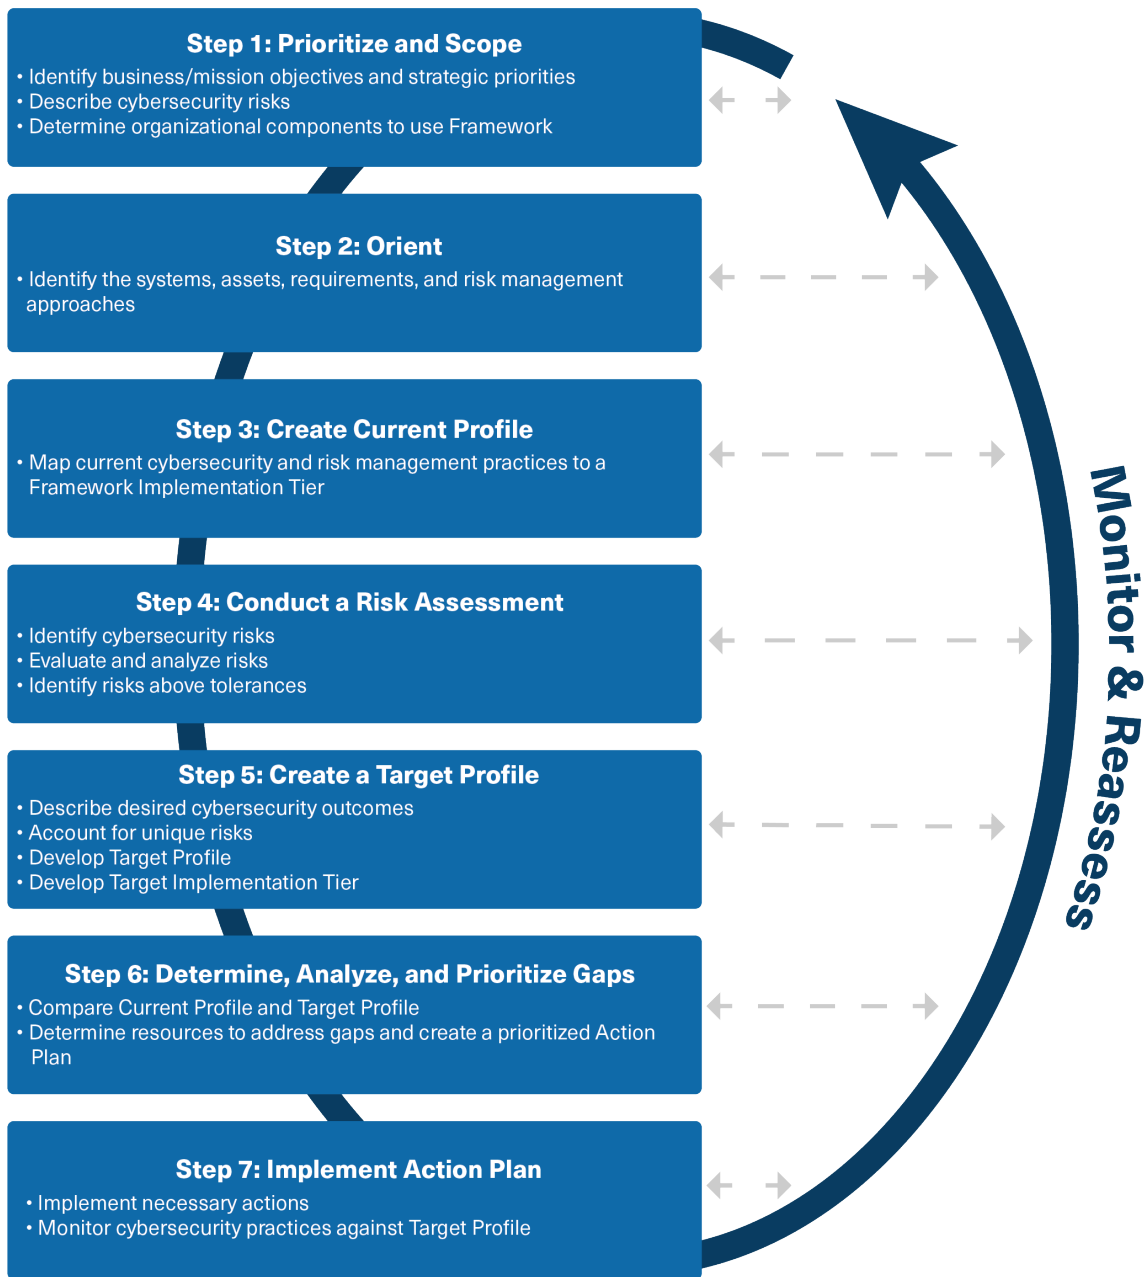 Step 1: Prioritize and Scope
• Identify business/mission objectives and strategic priorities
• Describe cybersecurity risks
• Determine organizational components to use Framework
Step 2: Orient
• Identify the systems, assets, requirements, and risk management
approaches
Step 3: Create Current Profile
• Map current cybersecurity and risk management practices to a
Framework Implementation Tier
Step 4: Conduct a Risk Assessment
• Identify cybersecurity risks
• Evaluate and analyze risks
• Identify risks above tolerances
Step 5: Create a Target Profile
• Describe desired cybersecurity outcomes
• Account for unique risks
• Develop Target Profile
• Develop Target Implementation Tier
Step 6: Determine, Analyze, and Prioritize Gaps
• Compare Current Profile and Target Profile
• Determine resources to address gaps and create a prioritized Action
Plan
Step 7: Implement Action Plan
• Implement necessary actions
• Monitor cybersecurity practices against Target Profile
Monitor & Reassess